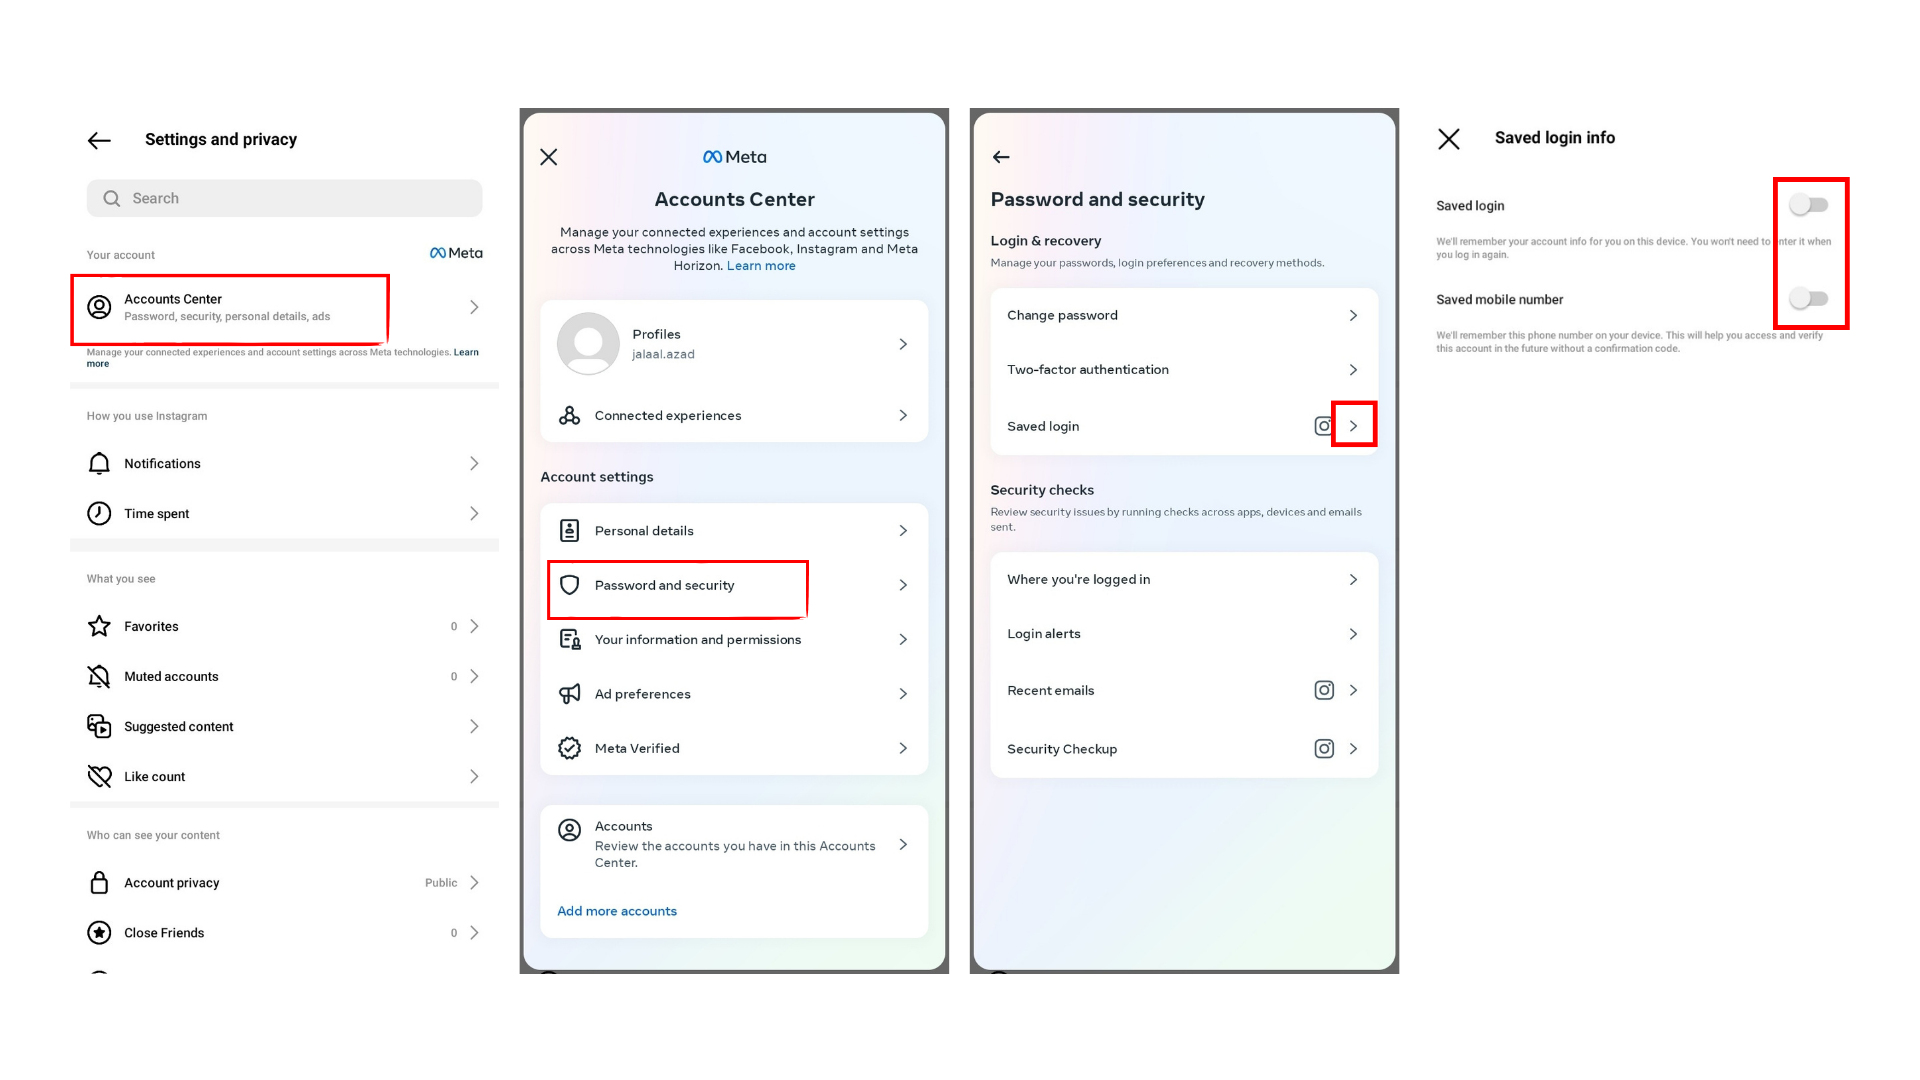 Settings and privacy
Search
Your account
Meta
Accounts Center
Password, security, personal details, ads
Manage your connected experiences and account settings across Meta technologies. Learn
more
How you use Instagram
Notifications
Time spent
What you see
Favorites 0
Muted accounts 0
Suggested content
Like count
Who can see your content
Account privacy Public
Close Friends 0
Meta
Accounts Center
Manage your connected experiences and account settings
across Meta technologies like Facebook, Instagram and Meta
Horizon. Learn more
Profiles
jalaal.azad
Connected experiences
Account settings
Personal details
Password and security
Your information and permissions
Ad preferences
Meta Verified
Accounts
Review the accounts you have in this Accounts
Center.
Add more accounts
Password and security
Login & recovery
Manage your passwords, login preferences and recovery methods.
Change password
Two-factor authentication
Saved login
Security checks
Review security issues by running checks across apps, devices and emails
sent.
Where you're logged in
Login alerts
Recent emails
Security Checkup
Saved login info
Saved login
We'll remember your account info for you on this device. You won't need to enter it when
you log in again.
Saved mobile number
We'll remember this phone number on your device. This will help you access and verify
this account in the future without a confirmation code.